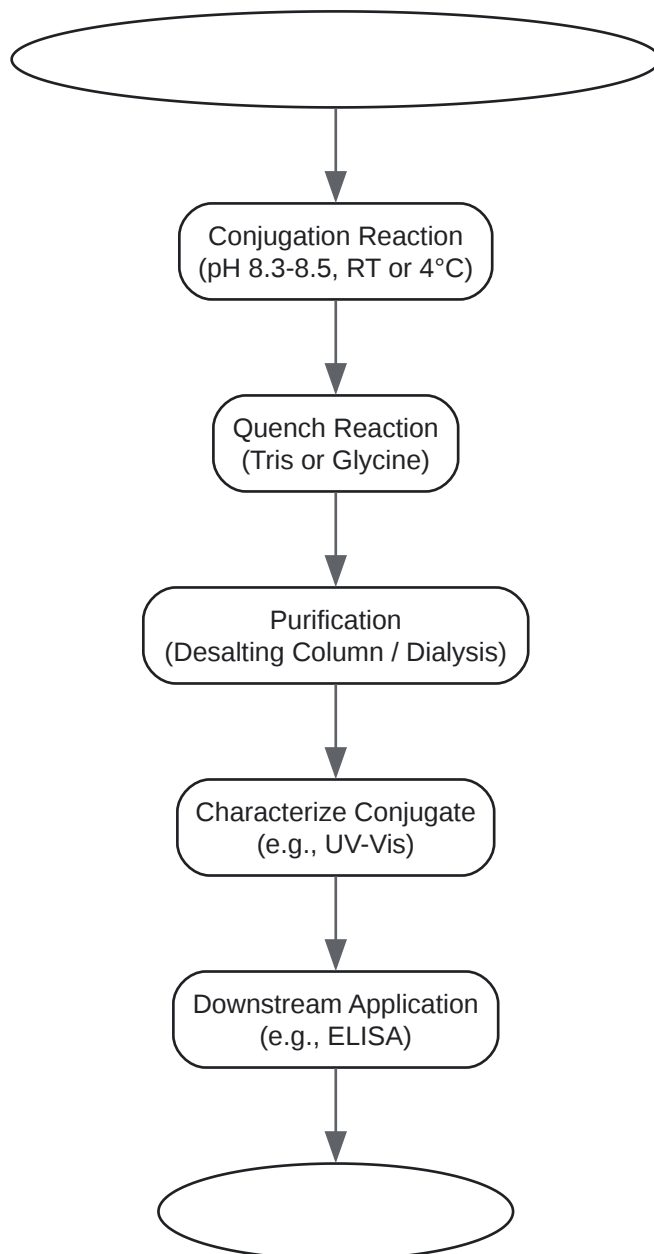 Conjugation Reaction
(pH 8.3-8.5, RT or 4°C)
Quench Reaction
(Tris or Glycine)
Purification
(Desalting Column / Dialysis)
Characterize Conjugate
(e.g., UV-Vis)
Downstream Application
(e.g., ELISA)